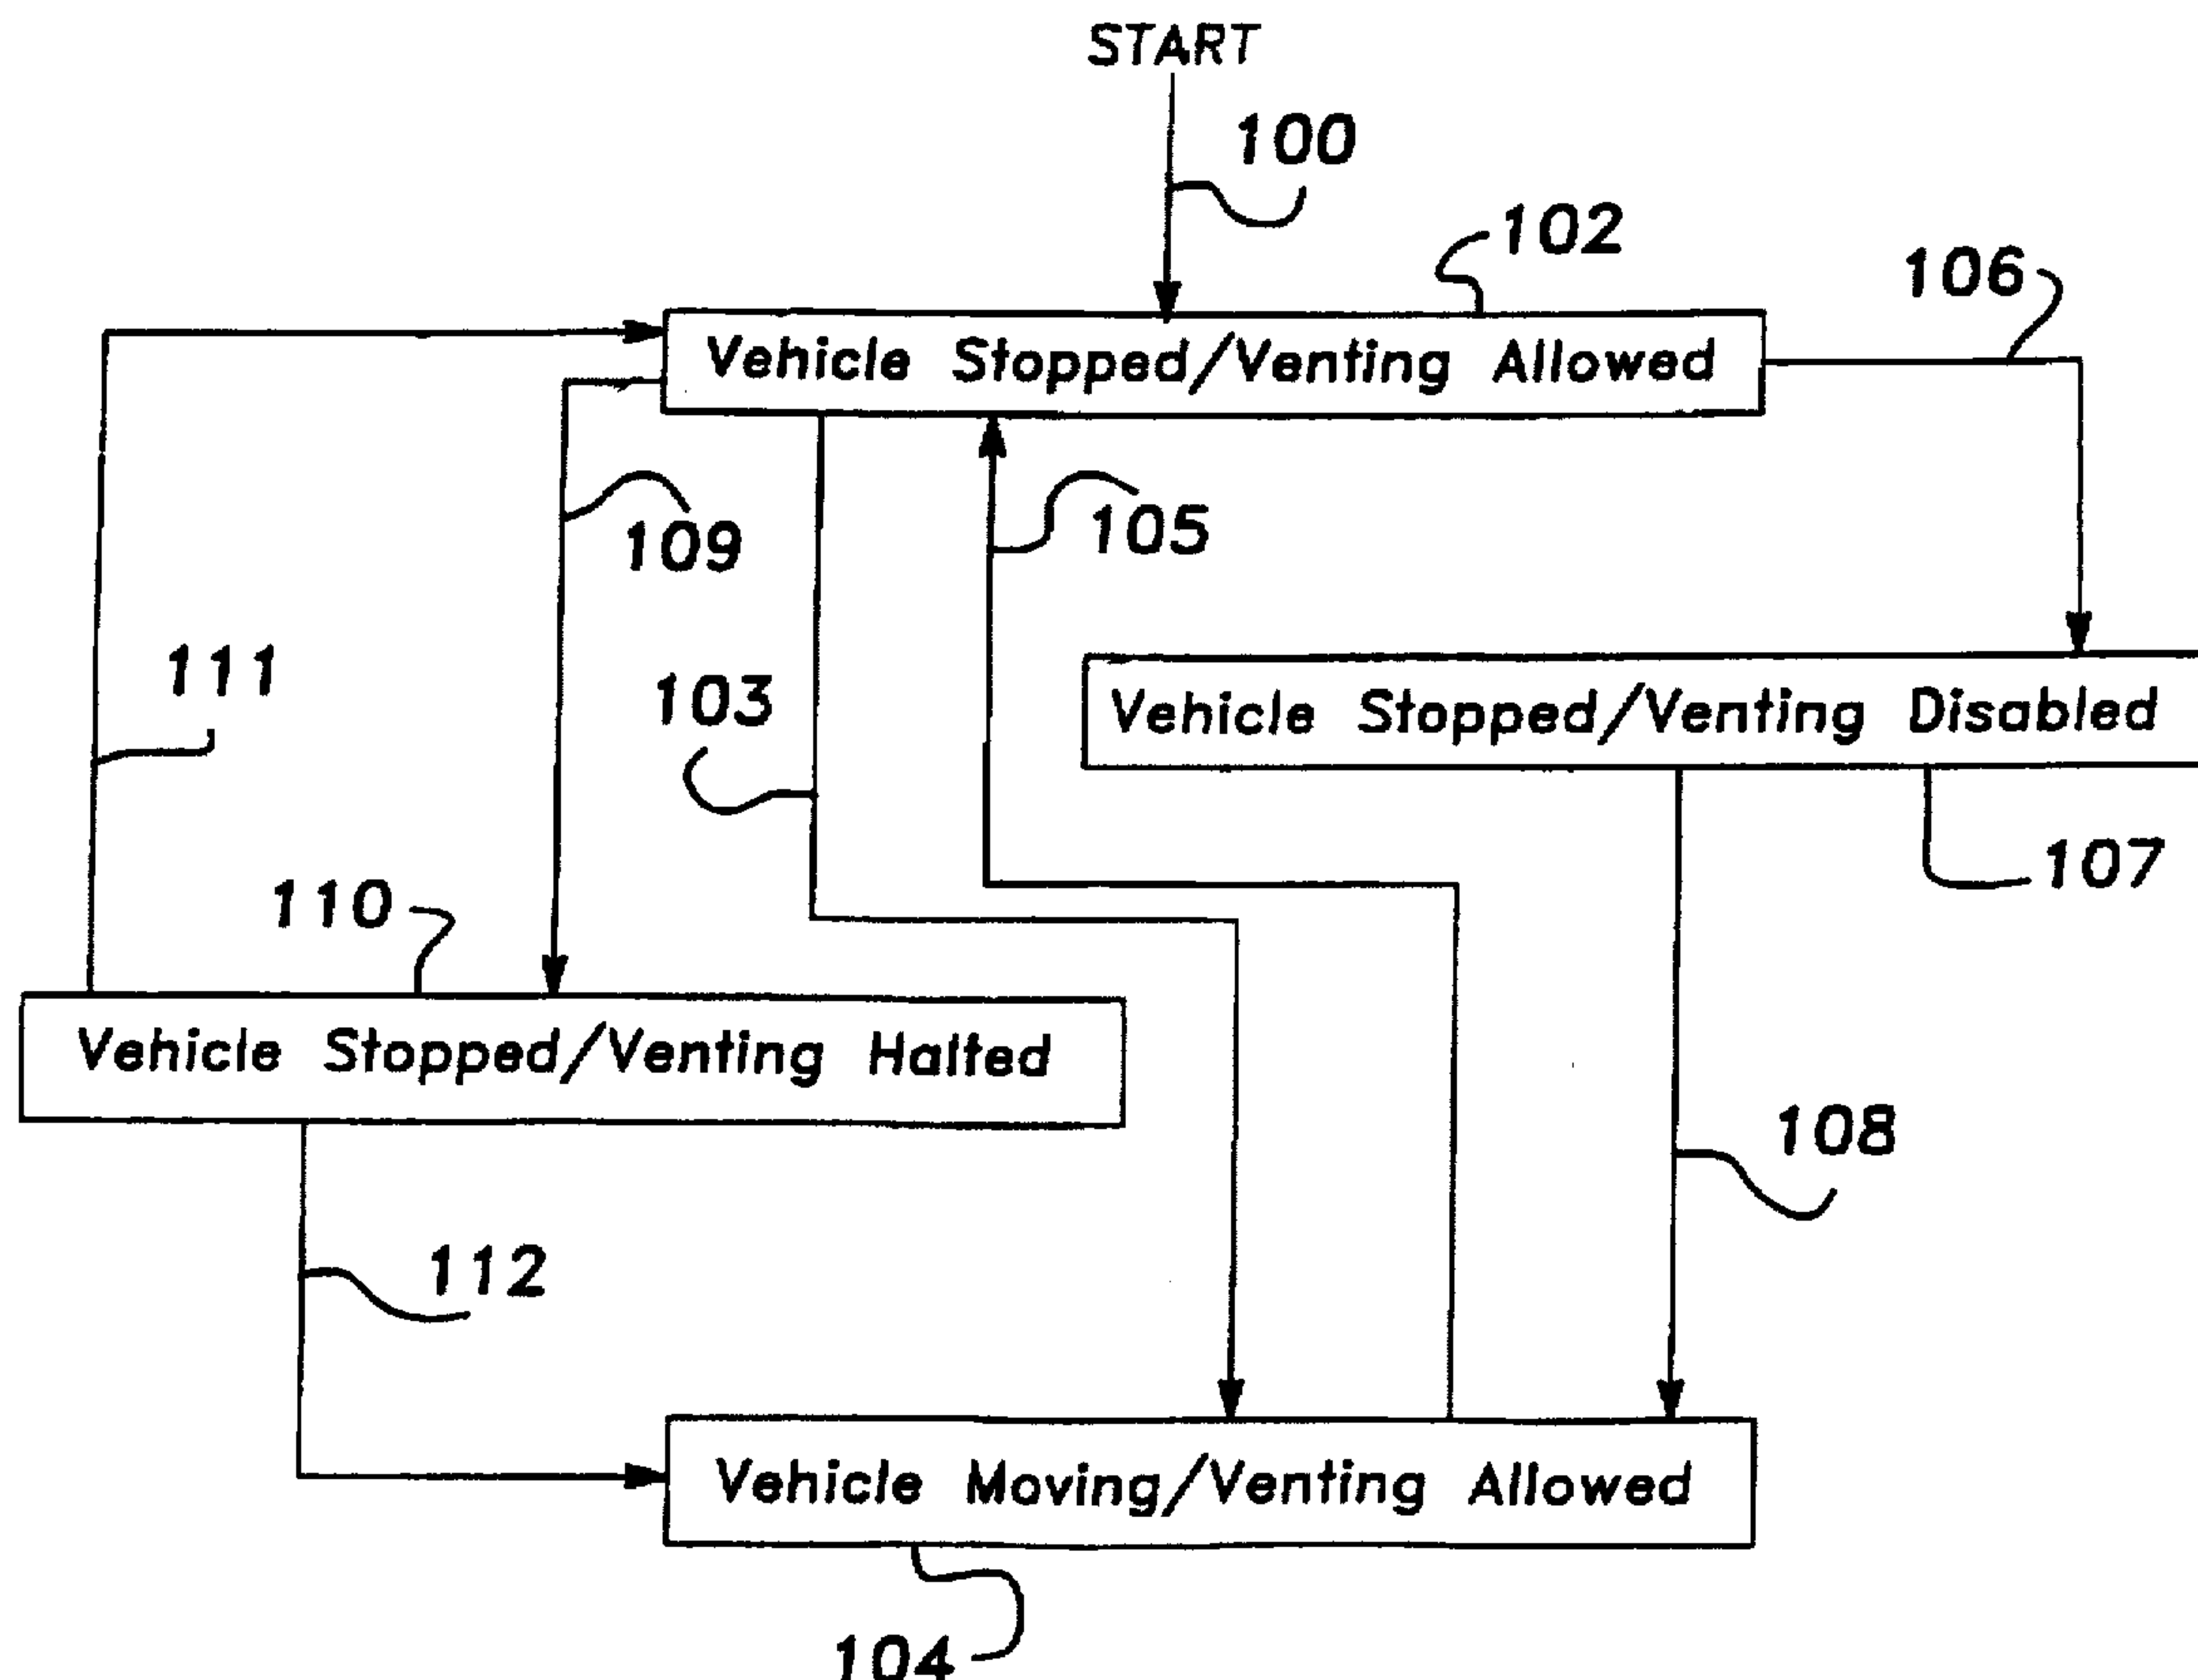 START
100
102
106
Vehicle Stopped/Venting Allowed
109
105
111
103
Vehicle Stopped/Venting Disabled
107
110
Vehicle Stopped/Venting Halted
108
112
Vehicle Moving/Venting Allowed
104